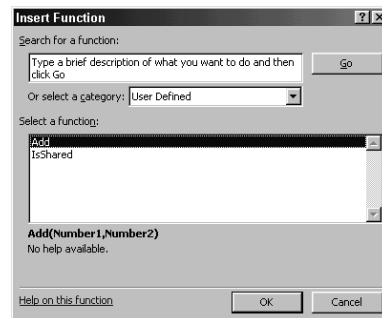 Insert Function
Search for a function:
Type a brief description of what you want to do and then
click Go
Go
Or select a category: User Defined
Select a function:
Add
IsShared
Add(Number1,Number2)
No help available.
Help on this function
OK
Cancel